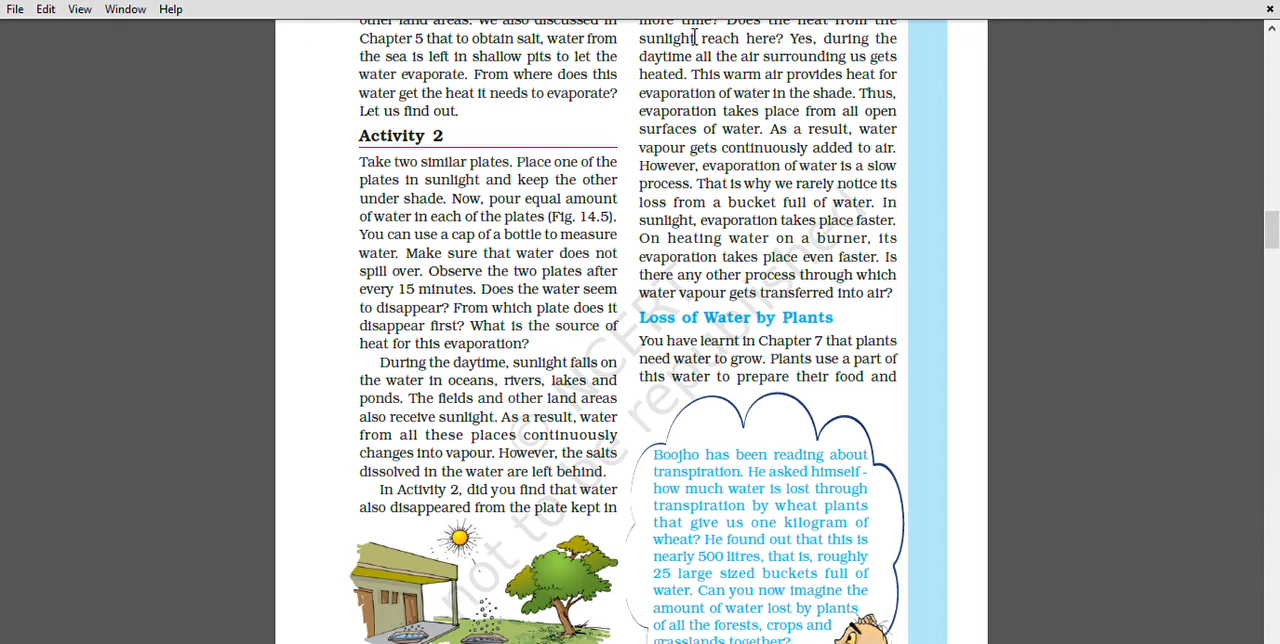 File Edit View Window Help
other land areas. We also discussed in
Chapter 5 that to obtain salt, water from
the sea is left in shallow pits to let the
water evaporate. From where does this
water get the heat it needs to evaporate?
Let us find out.
Activity 2
Take two similar plates. Place one of the
plates in sunlight and keep the other
under shade. Now, pour equal amount
of water in each of the plates (Fig. 14.5).
You can use a cap of a bottle to measure
water. Make sure that water does not
spill over. Observe the two plates after
every 15 minutes. Does the water seem
to disappear? From which plate does it
disappear first? What is the source of
heat for this evaporation?
During the daytime, sunlight falls on
the water in oceans, rivers, lakes and
ponds. The fields and other land areas
also receive sunlight. As a result, water
from all these places continuously
changes into vapour. However, the salts
dissolved in the water are left behind.
In Activity 2, did you find that water
also disappeared from the plate kept in
more time? Does the heat from the
sunlight reach here? Yes, during the
daytime all the air surrounding us gets
heated. This warm air provides heat for
evaporation of water in the shade. Thus,
evaporation takes place from all open
surfaces of water. As a result, water
vapour gets continuously added to air.
However, evaporation of water is a slow
process. That is why we rarely notice its
loss from a bucket full of water. In
sunlight, evaporation takes place faster.
On heating water on a burner, its
evaporation takes place even faster. Is
there any other process through which
water vapour gets transferred into air?
Loss of Water by Plants
You have learnt in Chapter 7 that plants
need water to grow. Plants use a part of
this water to prepare their food and
Boojho has been reading about
transpiration. He asked himself -
how much water is lost through
transpiration by wheat plants
that give us one kilogram of
wheat? He found out that this is
nearly 500 litres, that is, roughly
25 large sized buckets full of
water. Can you now imagine the
amount of water lost by plants
of all the forests, crops and
grasslands together?
© NCERT
not to be republished